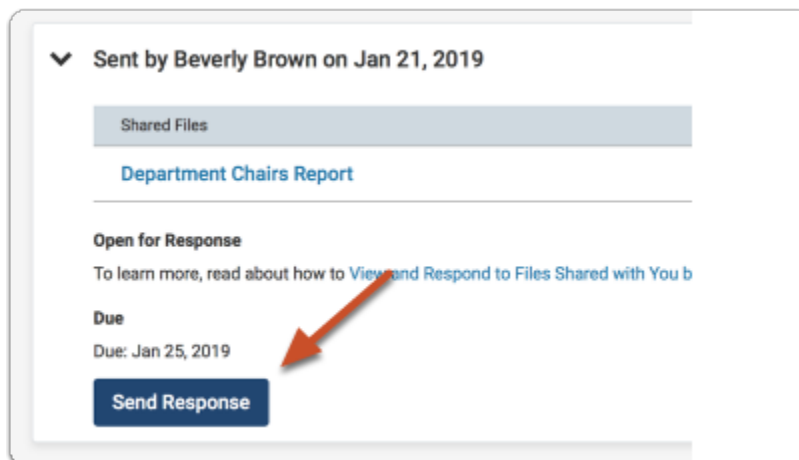 Sent by Beverly Brown on Jan 21, 2019
Shared Files
Department Chairs Report
Open for Response
To learn more, read about how to View and Respond to Files Shared with You b
Due
Due: Jan 25, 2019
Send Response